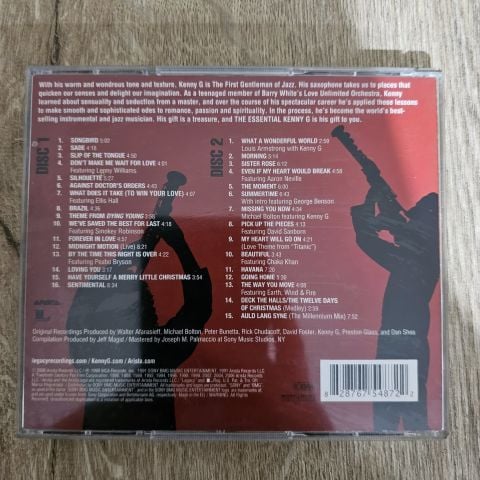 With his warm and wondrous tone and texture, Kenny G is The First Gentleman of Jazz. His saxophone takes us to places that
quicken our senses and delight our imagination. As a teenaged member of Barry White's Love Unlimited Orchestra, Kenny
learned about sensuality and seduction from a master, and over the course of his spectacular career he's applied those lessons
to make smooth and sophisticated odes to romance, passion and spirituality. In the process, he's become the world's best-
selling instrumental and jazz musician. His gift is a treasure, and THE ESSENTIAL KENNY G is his gift to you.
DISC 1
1. SONGBIRD 5:02
2. SADE 4:18
3. SLIP OF THE TONGUE 4:50
4. DON'T MAKE ME WAIT FOR LOVE 4:01
Featuring Lenny Williams
5. SILHOUETTE 5:27
6. AGAINST DOCTOR'S ORDERS 4:43
7. WHAT DOES IT TAKE (TO WIN YOUR LOVE) 4:01
Featuring Ellis Hall
8. BRAZIL 4:35
9. THEME FROM DYING YOUNG 3:58
10. WE'VE SAVED THE BEST FOR LAST 4:18
Featuring Smokey Robinson
11. FOREVER IN LOVE 4:57
12. MIDNIGHT MOTION (Live) 8:21
13. BY THE TIME THIS NIGHT IS OVER 4:22
Featuring Peabo Bryson
14. LOVING YOU 3:17
15. HAVE YOURSELF A MERRY LITTLE CHRISTMAS 3:54
16. SENTIMENTAL 6:34
DISC 2
1. WHAT A WONDERFUL WORLD 2:59
Louis Armstrong with Kenny G
2. MORNING 5:14
3. SISTER ROSE 6:12
4. EVEN IF MY HEART WOULD BREAK 4:58
Featuring Aaron Neville
5. THE MOMENT 6:00
6. SUMMERTIME 6:43
With intro featuring George Benson
7. MISSING YOU NOW 4:34
Michael Bolton featuring Kenny G
8. PICK UP THE PIECES 4:13
Featuring David Sanborn
9. MY HEART WILL GO ON 4:21
(Love Theme from "Titanic")
10. BEAUTIFUL 2:43
Featuring Chaka Khan
11. HAVANA 7:20
12. GOING HOME 5:30
13. THE WAY YOU MOVE 4:08
Featuring Earth, Wind & Fire
14. DECK THE HALLS/THE TWELVE DAYS
OF CHRISTMAS (Medley) 2:39
15. AULD LANG SYNE (The Millennium Mix) 7:52
ARISTA
Original Recordings Produced by Walter Afanasieff, Michael Bolton, Peter Bunetta, Rick Chudacoff, David Foster, Kenny G, Preston Glass, and Dan Shea
Compilation Produced by Jeff Magid / Mastered by Joseph M. Palmaccio at Sony Music Studios, NY
legacyrecordings.com / KennyG.com / Arista.com
8 28767 54872 2